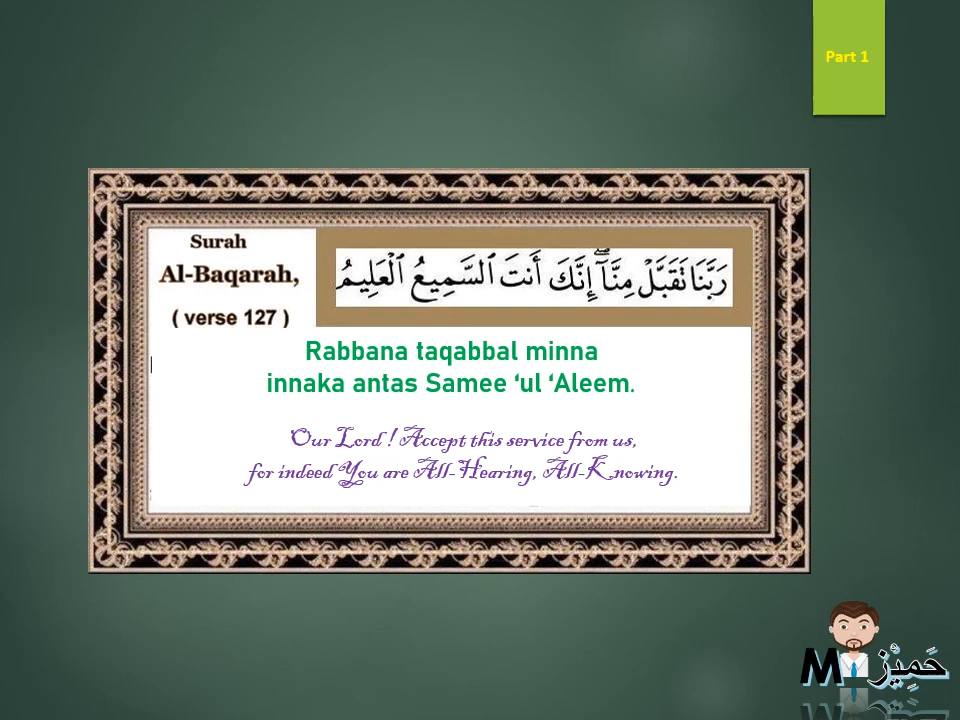 Part 1
Surah
Al-Baqarah,
( verse 127 )
رَبَّنَا تَقَبَّلْ مِنَّآ ۖ إِنَّكَ أَنتَ ٱلسَّمِيعُ ٱلْعَلِيمُ
Rabbana taqabbal minna
innaka antas Samee ‘ul ‘Aleem.
Our Lord ! Accept this service from us,
for indeed You are All-Hearing, All-Knowing.
M حَمِيْزِ